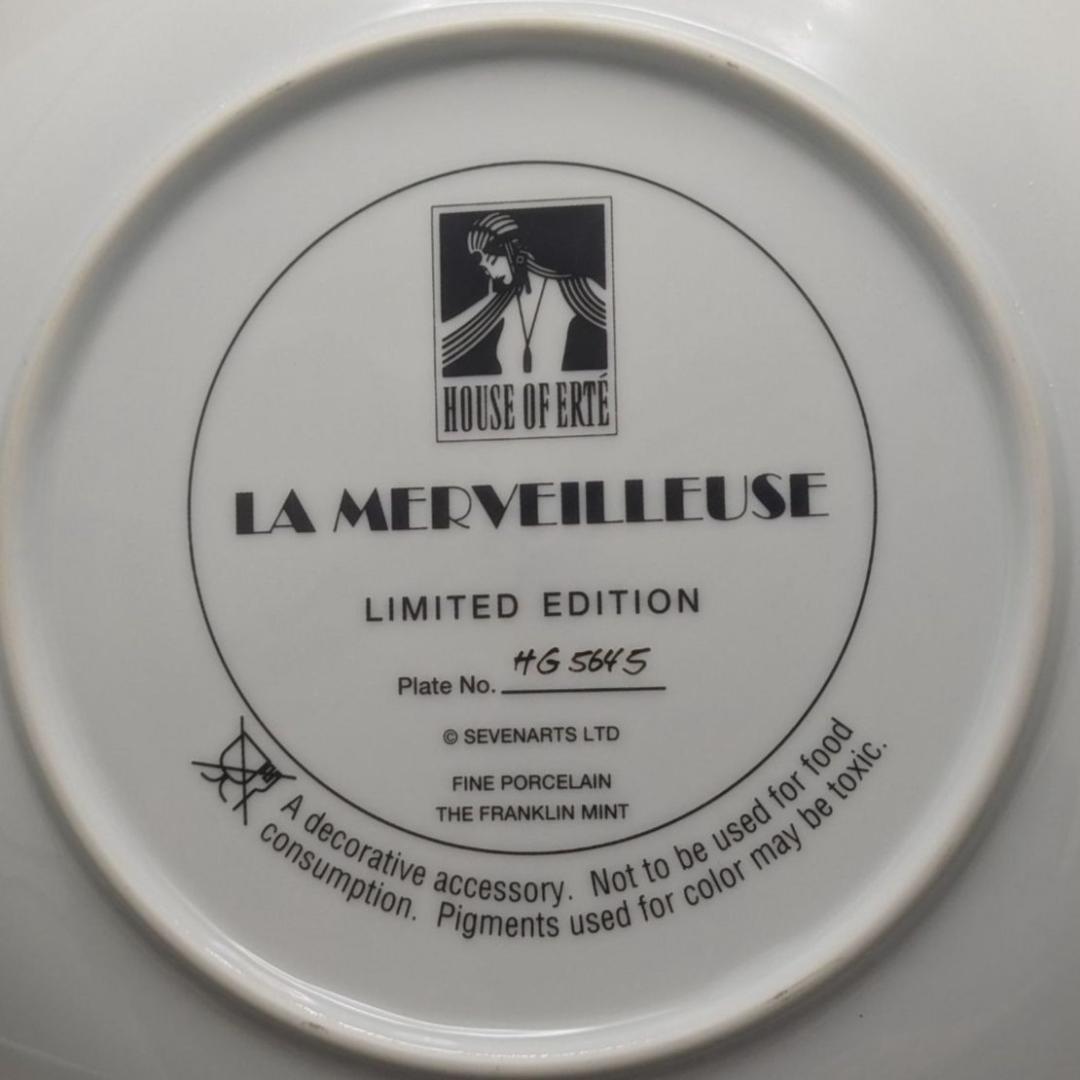 HOUSE OF ERTÉ
LA MERVEILLEUSE
LIMITED EDITION
Plate No. HG 5645
© SEVENARTS LTD
FINE PORCELAIN
THE FRANKLIN MINT
A decorative accessory. Not to be used for food
consumption. Pigments used for color may be toxic.